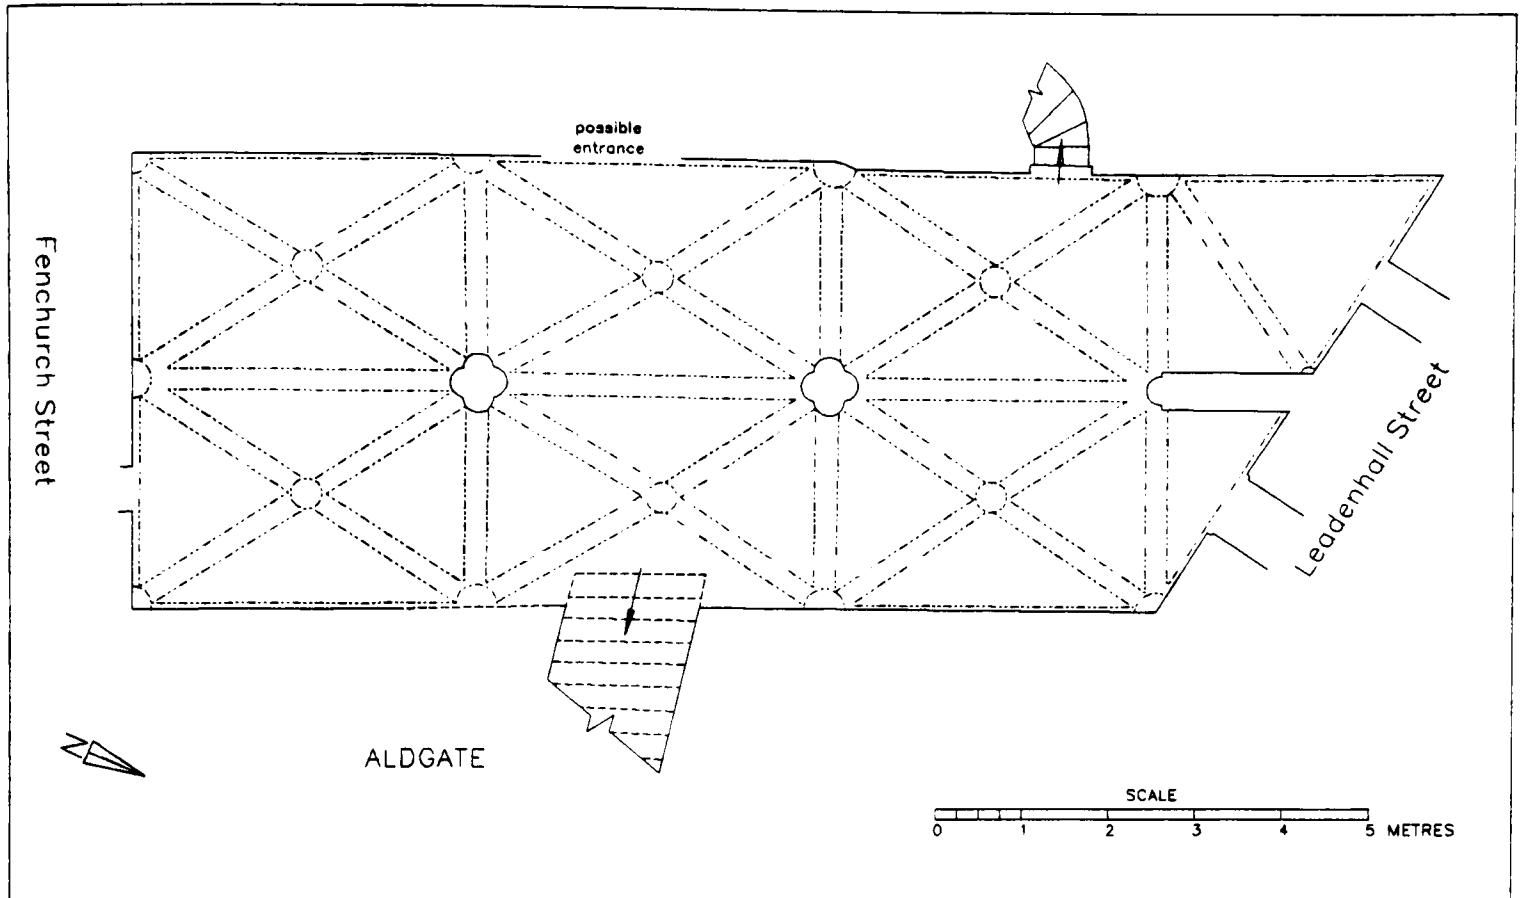 possible
entrance
Fenchurch Street
Leadenhall Street
N
ALDGATE
SCALE
0 1 2 3 4 5 METRES